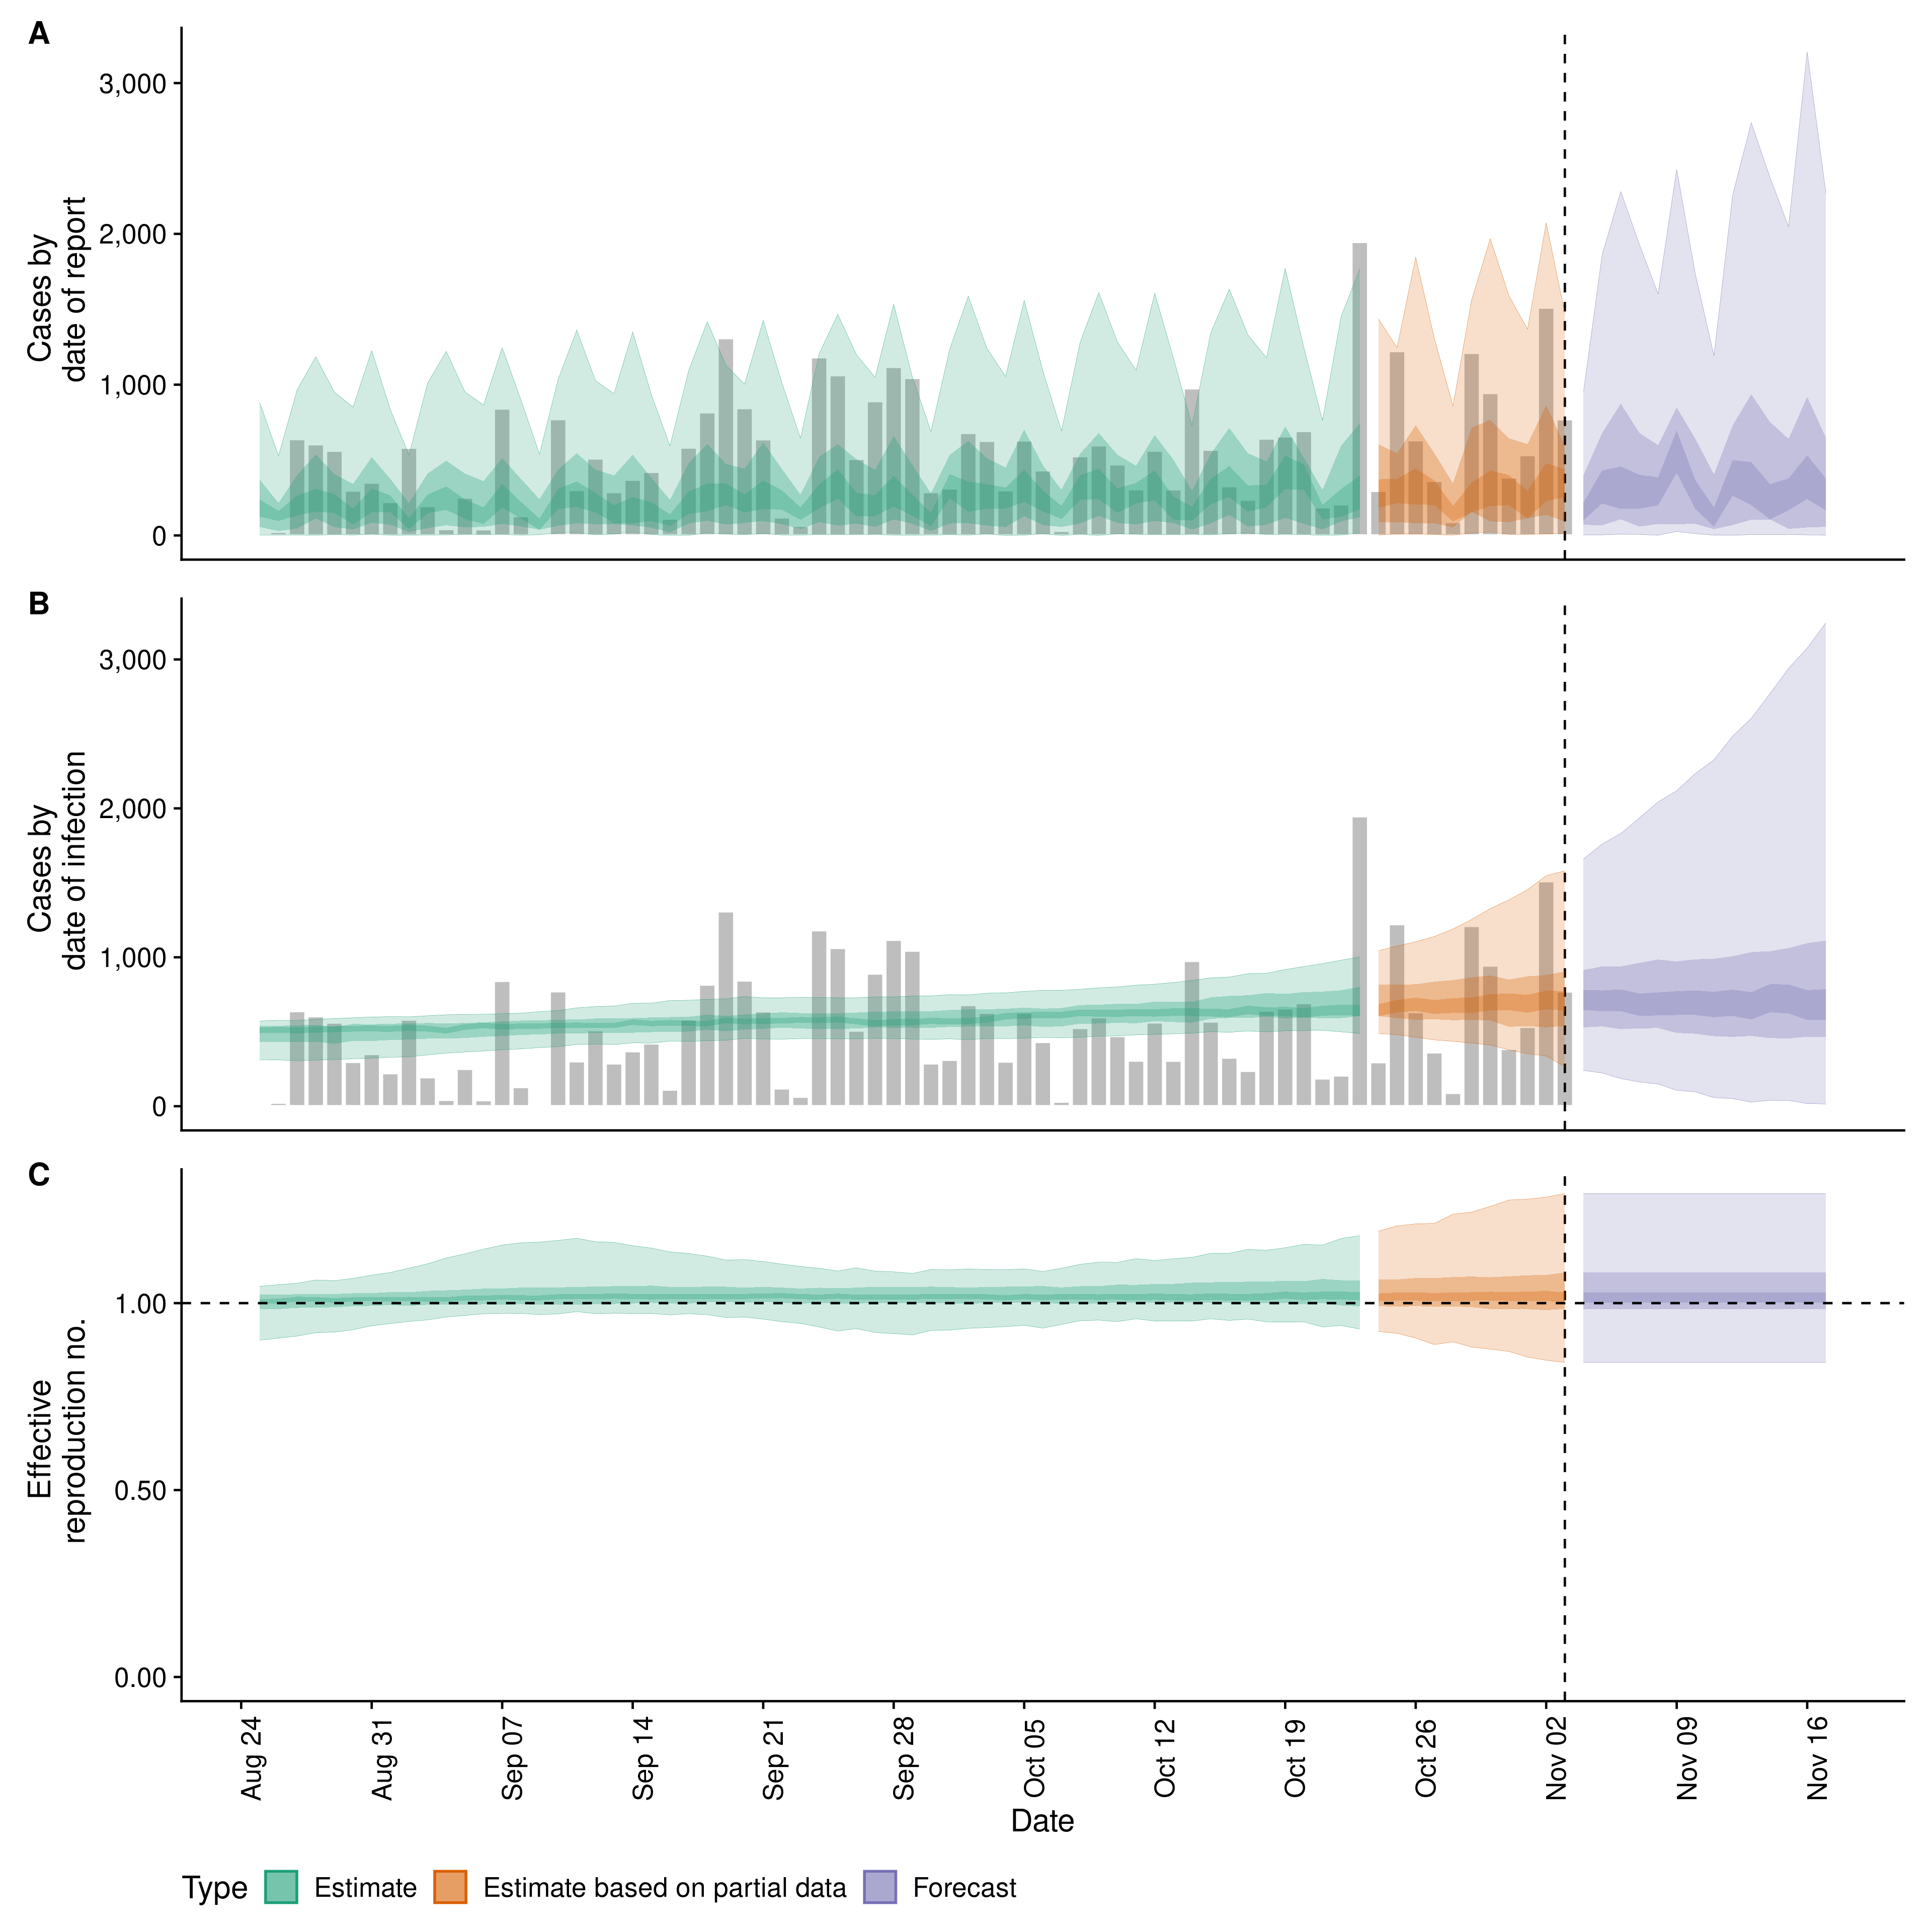 A
Cases by
date of report
3,000
2,000
1,000
0
B
Cases by
date of infection
3,000
2,000
1,000
0
C
Effective
reproduction no.
1.00
0.50
0.00
Aug 24
Aug 31
Sep 07
Sep 14
Sep 21
Sep 28
Oct 05
Oct 12
Oct 19
Oct 26
Nov 02
Nov 09
Nov 16
Date
Type Estimate Estimate based on partial data Forecast